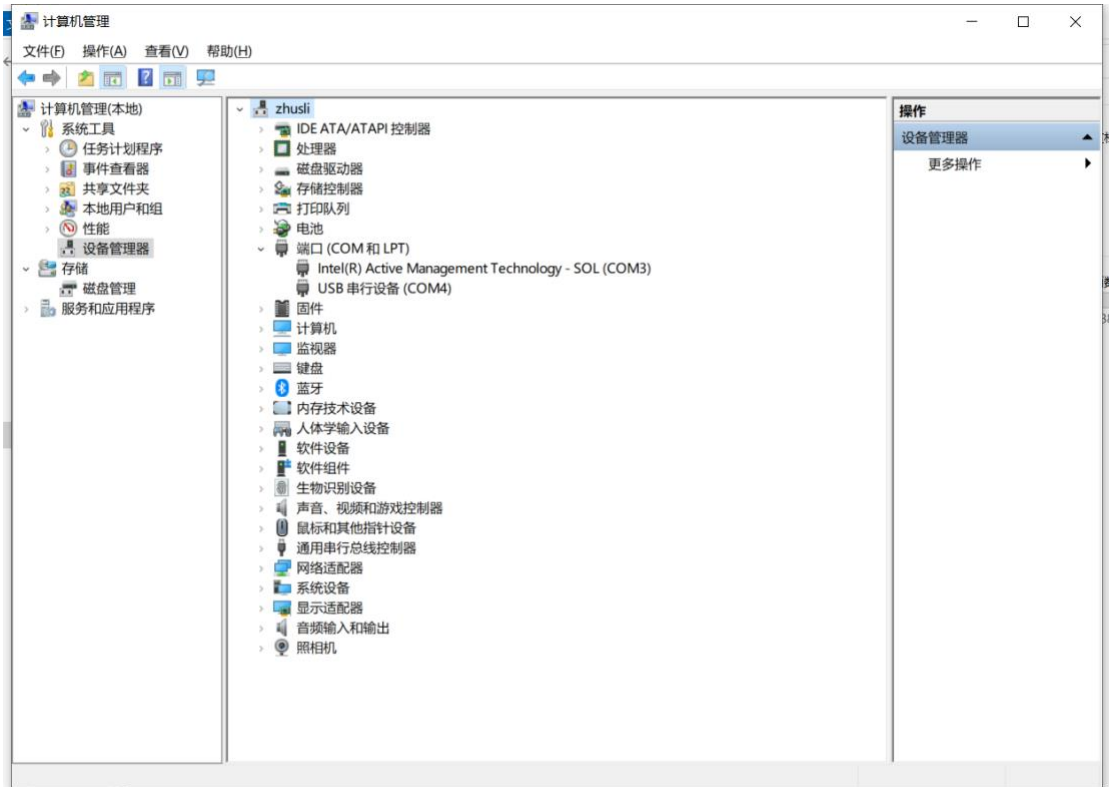 计算机管理
文件(F) 操作(A) 查看(V) 帮助(H)
计算机管理(本地)
系统工具
任务计划程序
事件查看器
共享文件夹
本地用户和组
性能
设备管理器
存储
磁盘管理
服务和应用程序
zhusli
IDE ATA/ATAPI 控制器
处理器
磁盘驱动器
存储控制器
打印队列
电池
端口 (COM 和 LPT)
Intel(R) Active Management Technology - SOL (COM3)
USB 串行设备 (COM4)
固件
计算机
监视器
键盘
蓝牙
内存技术设备
人体学输入设备
软件设备
软件组件
生物识别设备
声音、视频和游戏控制器
鼠标和其他指针设备
通用串行总线控制器
网络适配器
系统设备
显示适配器
音频输入和输出
照相机
操作
设备管理器
更多操作